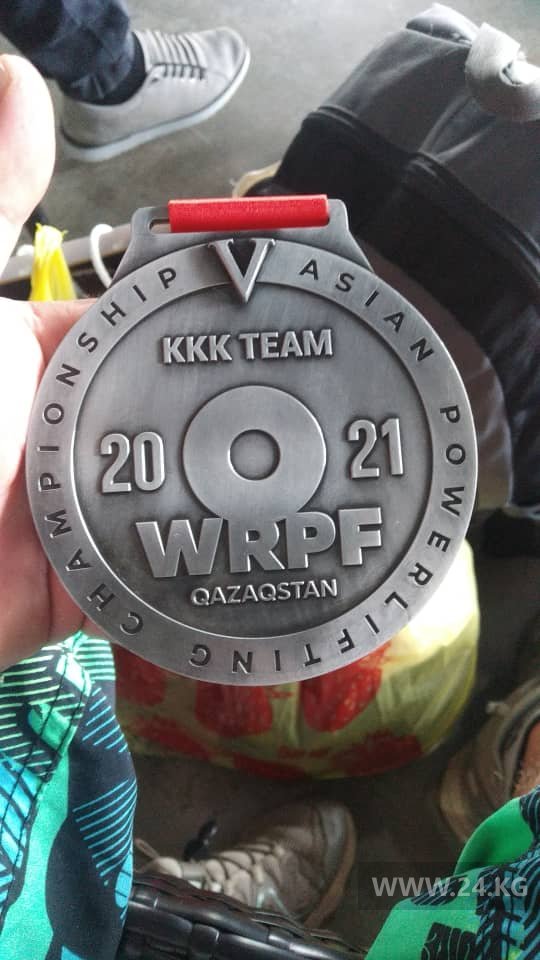 V ASIAN POWERLIFTING CHAMPIONSHIP
KKK TEAM
20 21
WRPF
QAZAQSTAN
WWW.24.KG